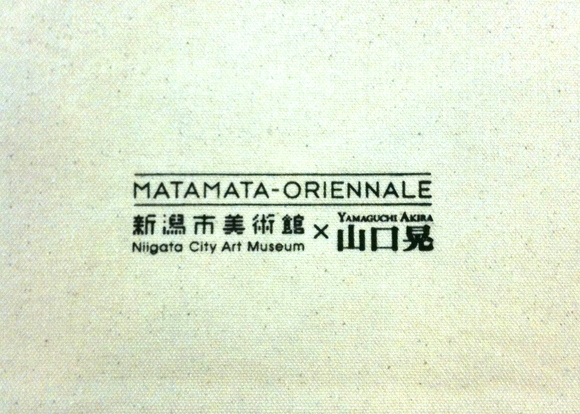 MATAMATA-ORIENNALE
新潟市美術館 × YAMAGUCHI AKIRA
Niigata City Art Museum 山口晃